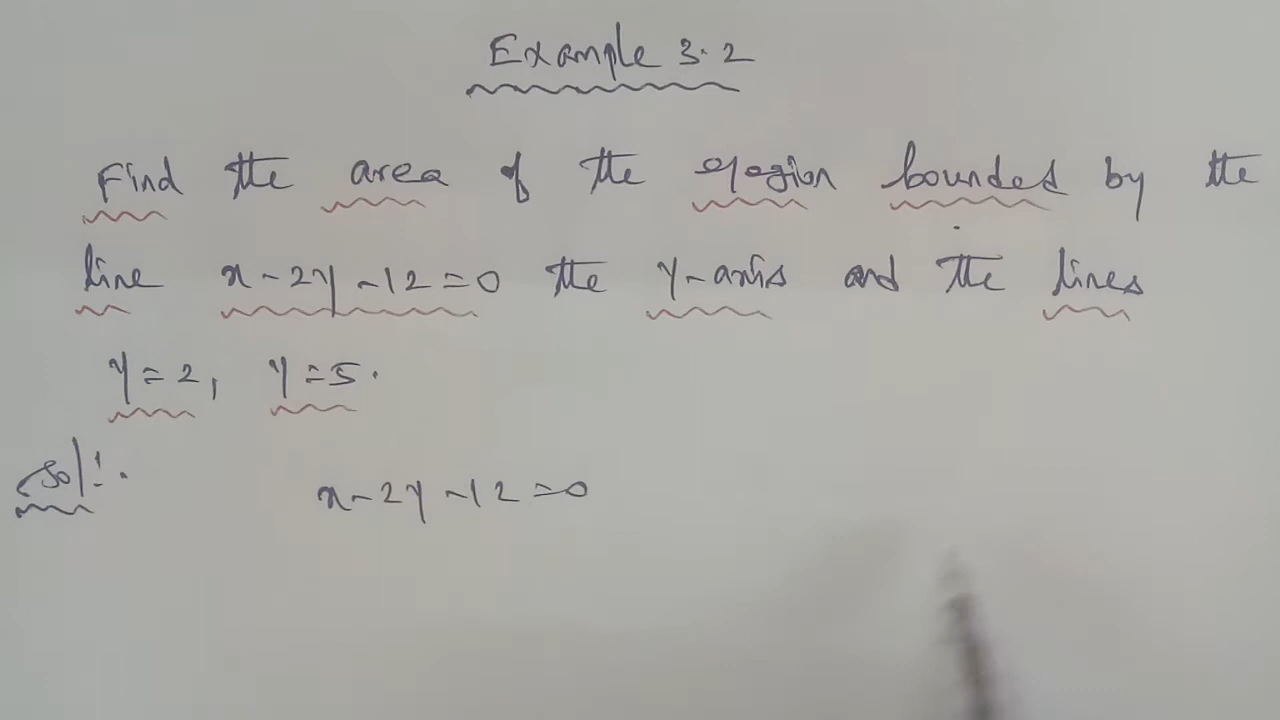 Example 3.2
Find the area of the region bounded by the
line x-2y-12=0 the y-axis and the lines
y=2, y=5.
Sol:.
x-2y-12=0